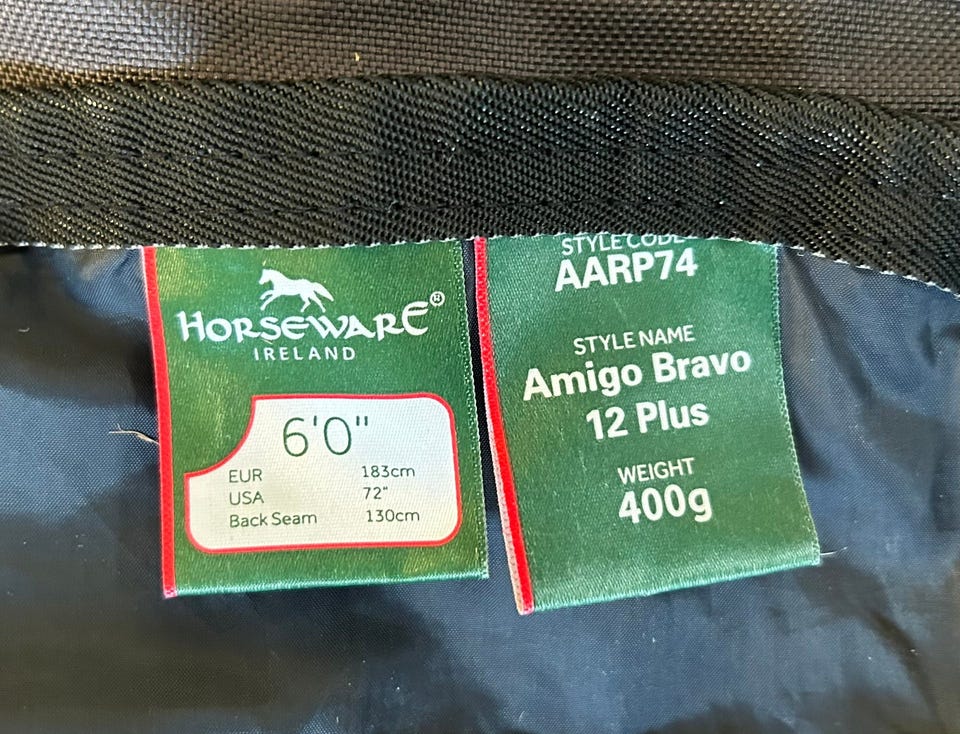 HORSEWARE®
IRELAND
6'0"
EUR 183cm
USA 72"
Back Seam 130cm
STYLE CODE
AARP74
STYLE NAME
Amigo Bravo
12 Plus
WEIGHT
400g